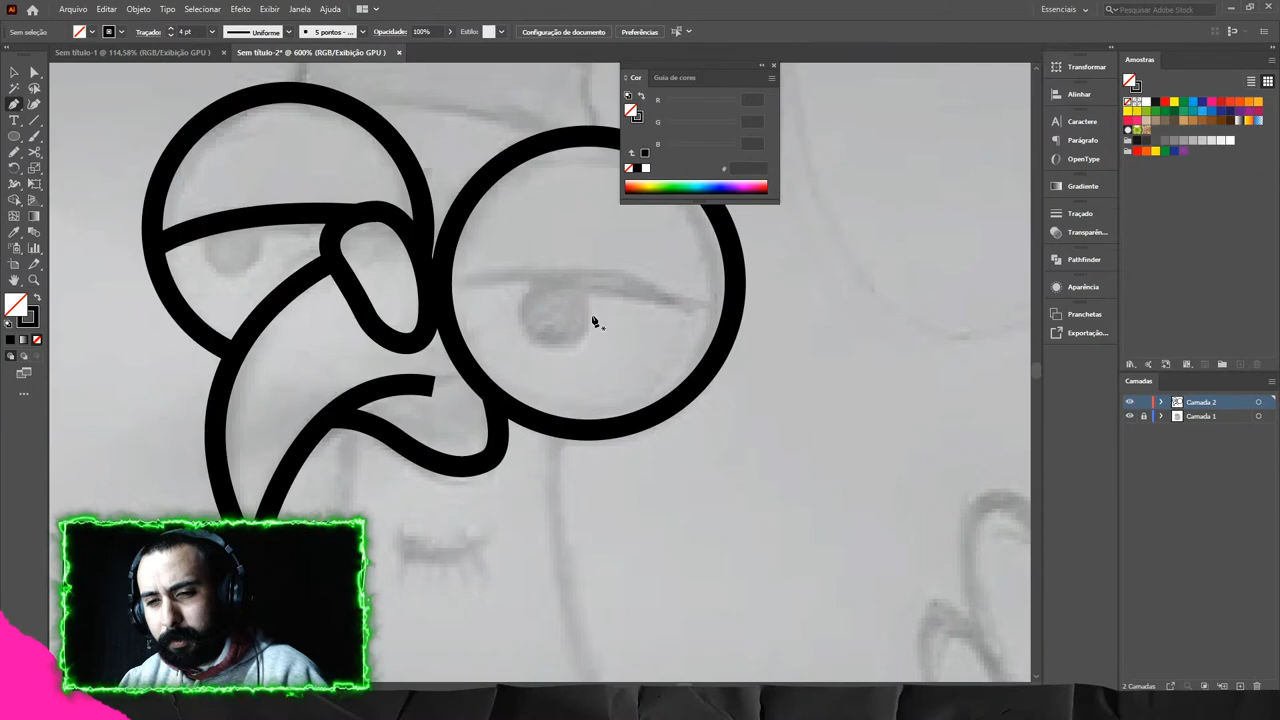 Ai
Arquivo Editar Objeto Tipo Selecionar Efeito Exibir Janela Ajuda
Essenciais
Pesquisar Adobe Stock
Sem seleção
Traçado: 4 pt
Uniforme
5 pontos -
Opacidade: 100%
Estilo:
Configuração de documento
Preferências
Sem título-1 @ 114,58% (RGB/Exibição GPU )
Sem título-2* @ 600% (RGB/Exibição GPU )
Cor
Guia de cores
R
G
B
#
Transformar
Alinhar
Caractere
Parágrafo
OpenType
Gradiente
Traçado
Transparên...
Pathfinder
Aparência
Pranchetas
Exportação...
Amostras
Camadas
Camada 2
Camada 1
2 Camadas